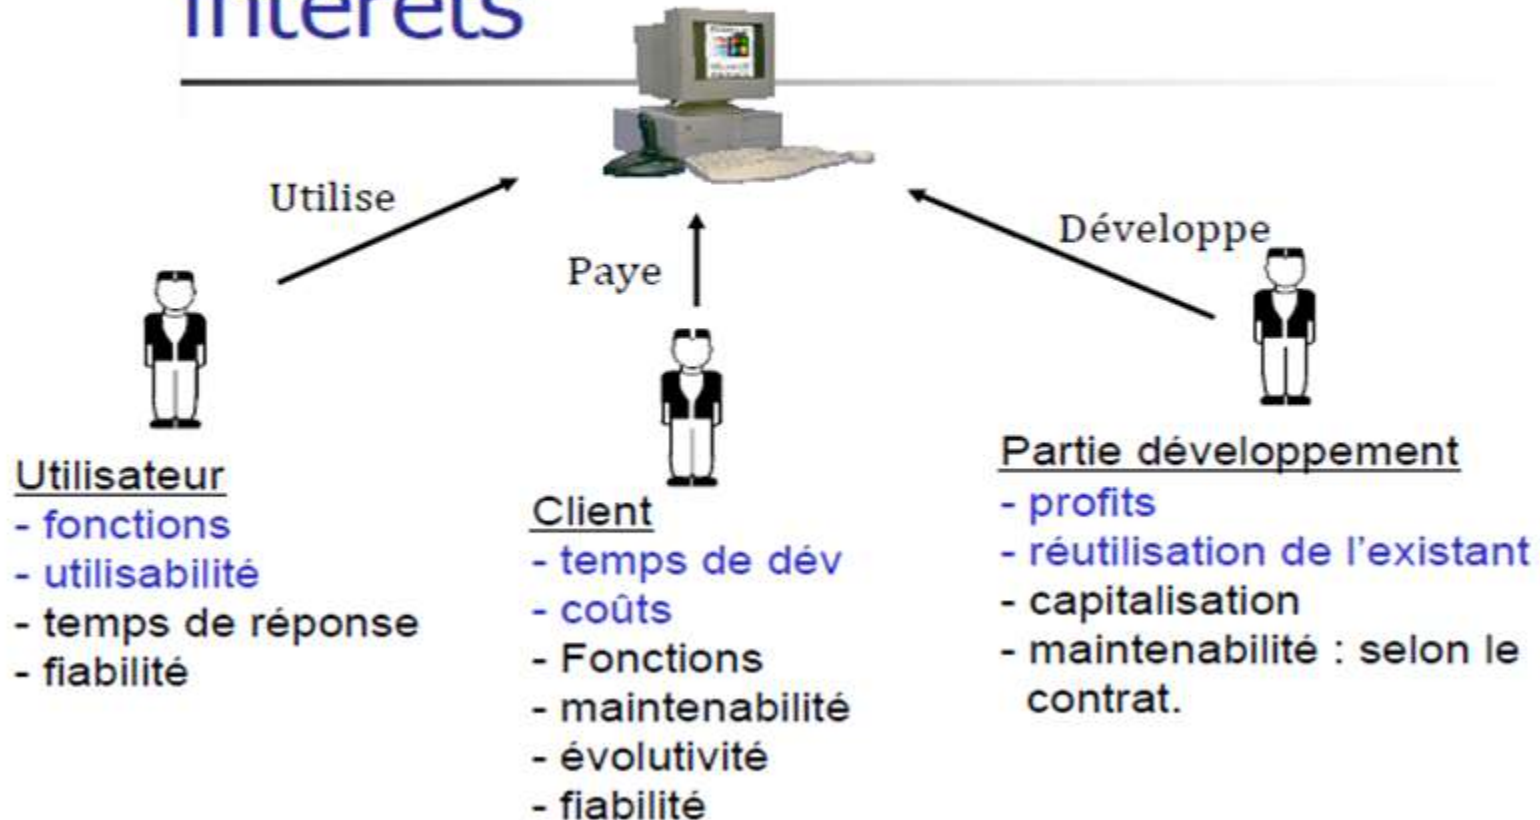 intérêts
Utilise
Paye
Développe
Utilisateur
- fonctions
- utilisabilité
- temps de réponse
- fiabilité
Client
- temps de dév
- coûts
- Fonctions
- maintenabilité
- évolutivité
- fiabilité
Partie développement
- profits
- réutilisation de l'existant
- capitalisation
- maintenabilité : selon le
contrat.